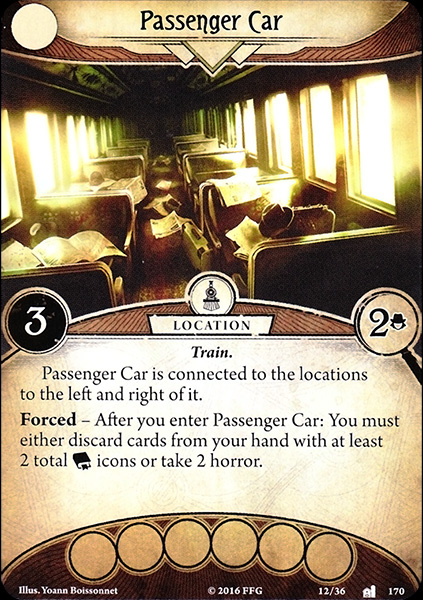 Passenger Car
3
LOCATION
2
Train.
Passenger Car is connected to the locations
to the left and right of it.
Forced – After you enter Passenger Car: You must
either discard cards from your hand with at least
2 total icons or take 2 horror.
Illus. Yoann Boissonnet © 2016 FFG 12/36 170